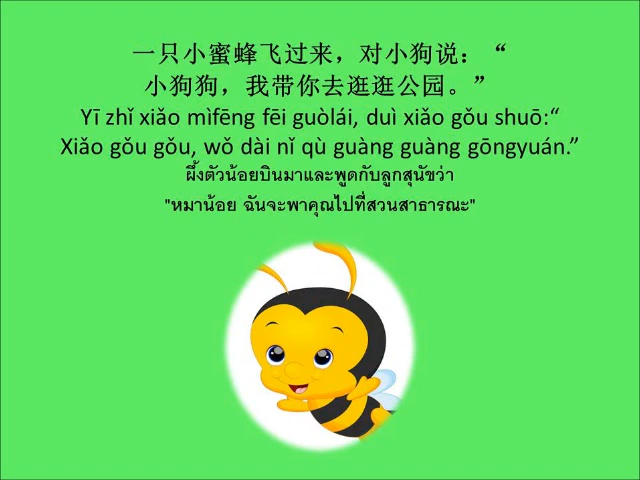 一只小蜜蜂飞过来，对小狗说：“
小狗狗，我带你去逛逛公园。”
Yī zhǐ xiǎo mìfēng fēi guòlái, duì xiǎo gǒu shuō:“
Xiǎo gǒu gǒu, wǒ dài nǐ qù guàng guàng gōngyuán.”
ผึ้งตัวน้อยบินมาและพูดกับลูกสุนัขว่า
"หมาน้อย ฉันจะพาคุณไปที่สวนสาธารณะ"